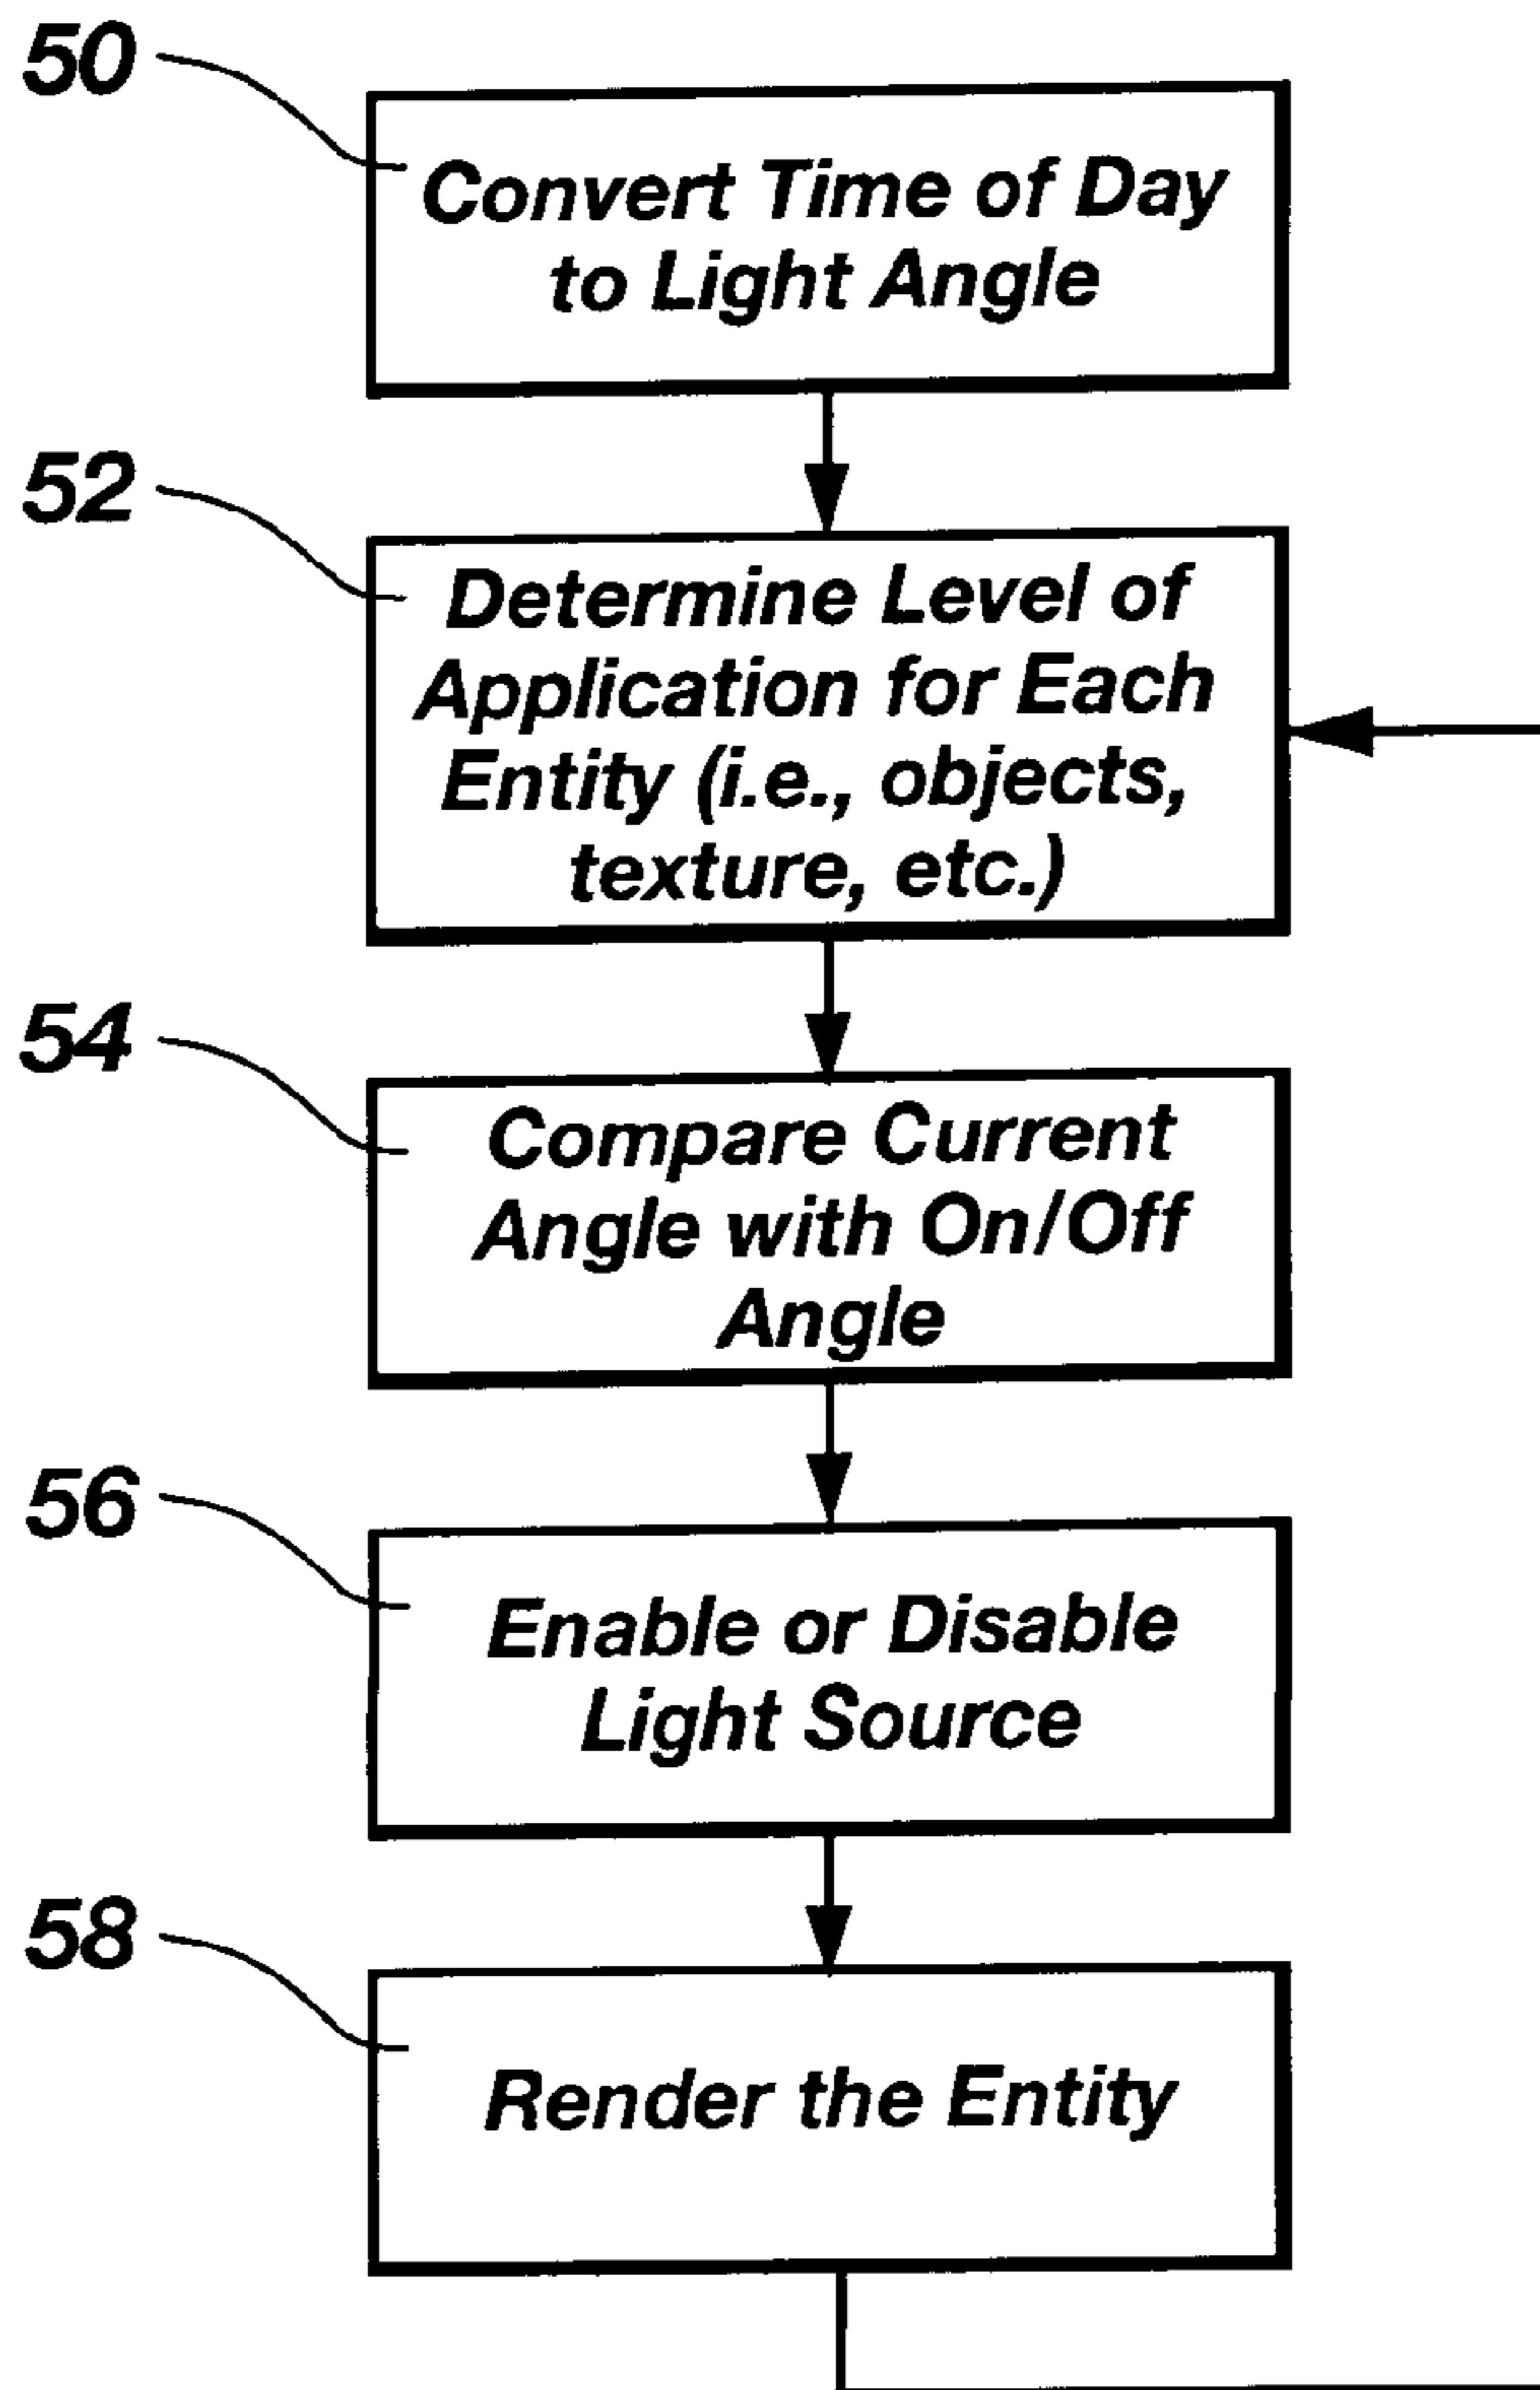 50
Convert Time of Day
to Light Angle
52
Determine Level of
Application for Each
Entity (i.e., objects,
texture, etc.)
54
Compare Current
Angle with On/Off
Angle
56
Enable or Disable
Light Source
58
Render the Entity